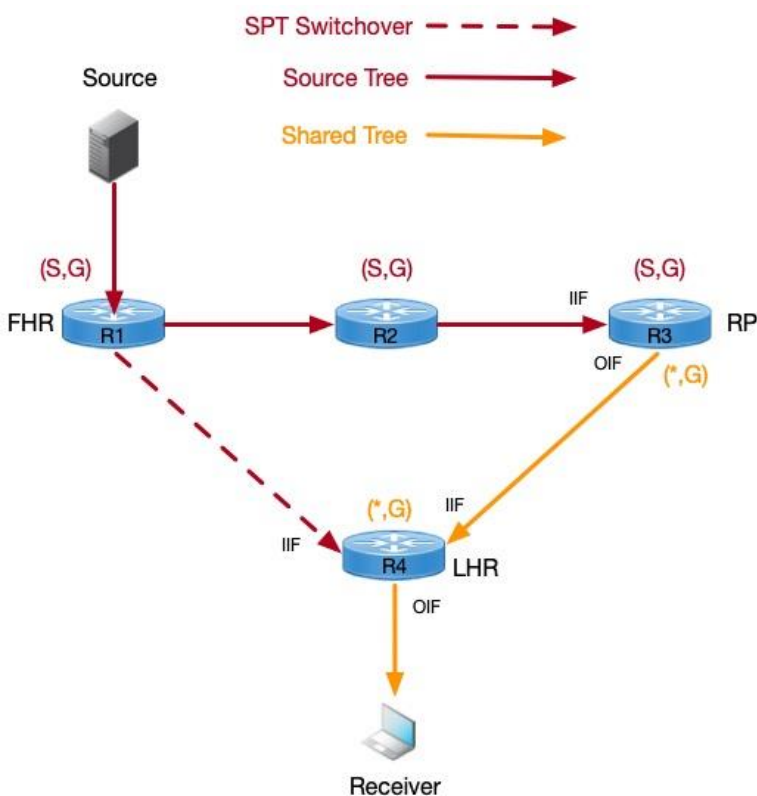 SPT Switchover
Source
Source Tree
Shared Tree
(S,G)
(S,G)
(S,G)
IIF
FHR
R1
R2
R3
RP
OIF
(*,G)
(*,G)
IIF
IIF
R4
LHR
OIF
Receiver